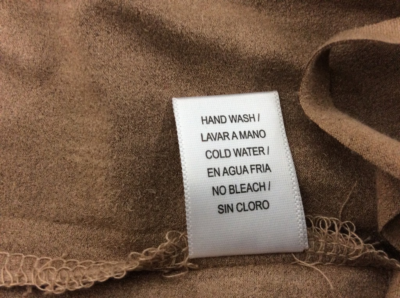 HAND WASH /
LAVAR A MANO
COLD WATER /
EN AGUA FRIA
NO BLEACH /
SIN CLORO